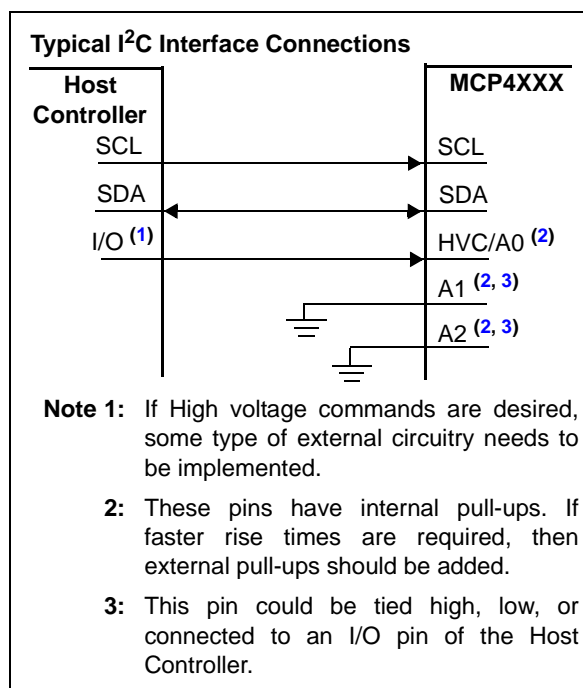 Typical I²C Interface Connections
Host
Controller
MCP4XXX
SCL
SCL
SDA
SDA
I/O (1)
HVC/A0 (2)
A1 (2, 3)
A2 (2, 3)
Note 1: If High voltage commands are desired,
some type of external circuitry needs to
be implemented.
2: These pins have internal pull-ups. If
faster rise times are required, then
external pull-ups should be added.
3: This pin could be tied high, low, or
connected to an I/O pin of the Host
Controller.